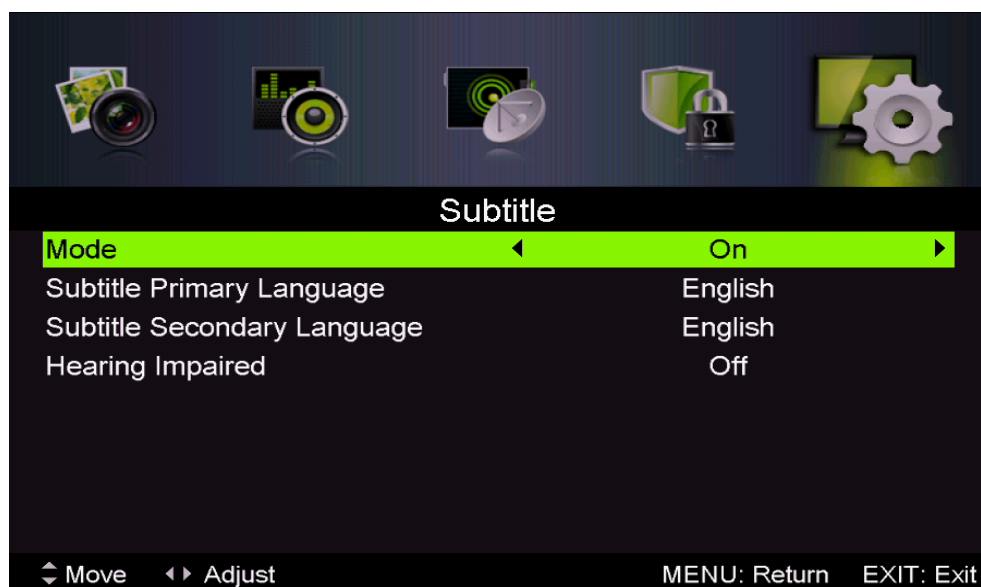 Subtitle
Mode On
Subtitle Primary Language English
Subtitle Secondary Language English
Hearing Impaired Off
Move Adjust MENU: Return EXIT: Exit